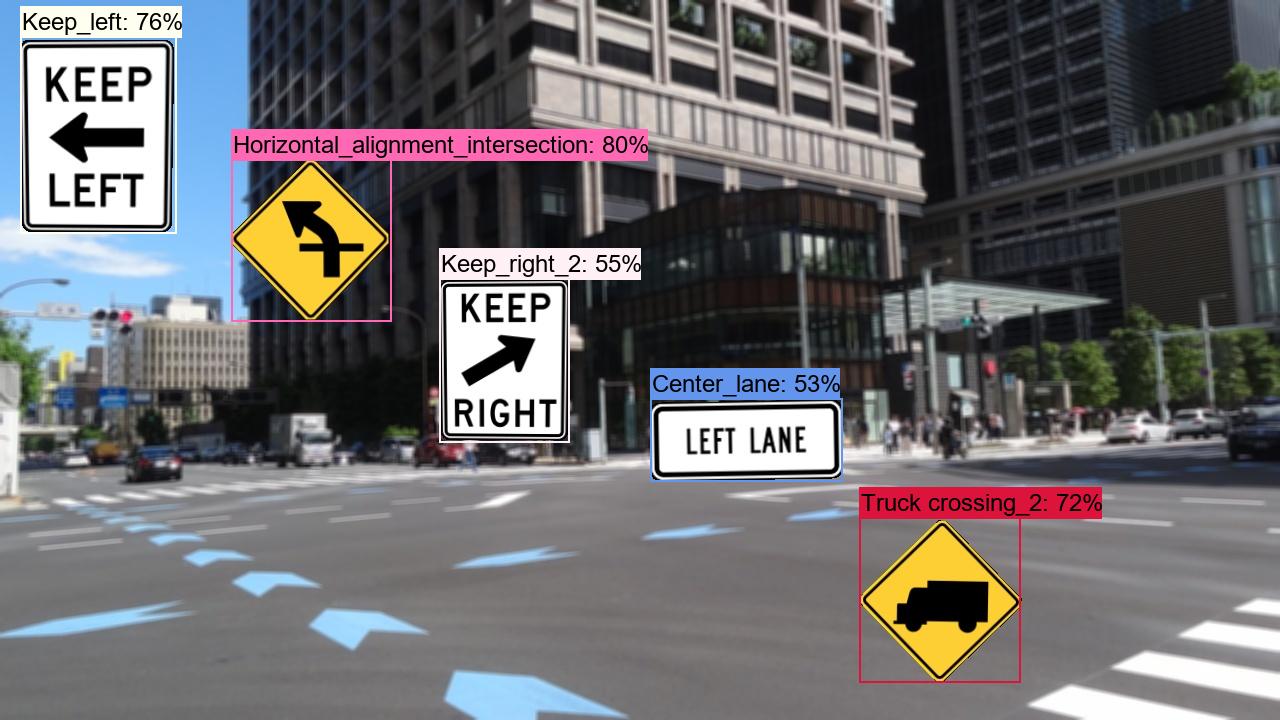 Keep_left: 76%
KEEP
LEFT
Horizontal_alignment_intersection: 80%
Keep_right_2: 55%
KEEP
RIGHT
Center_lane: 53%
LEFT LANE
Truck crossing_2: 72%